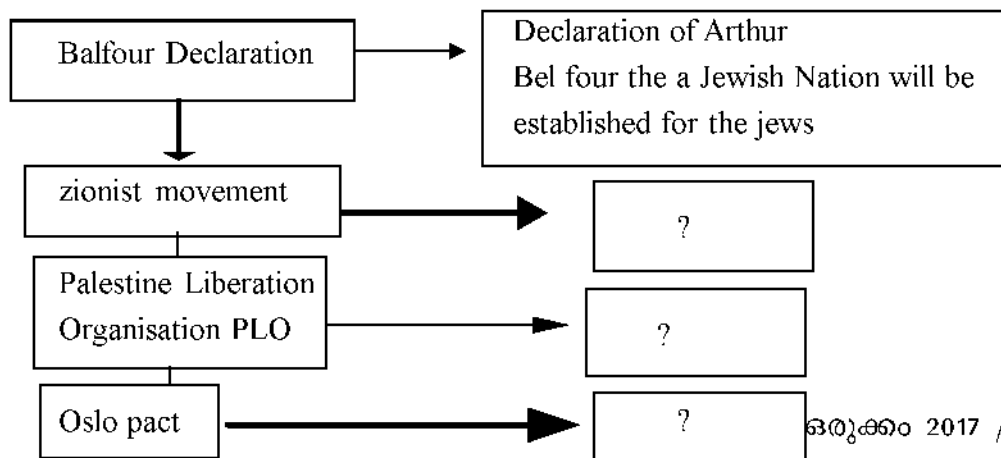 Balfour Declaration
Declaration of Arthur
Bel four the a Jewish Nation will be
established for the jews
zionist movement
?
Palestine Liberation
Organisation PLO
?
Oslo pact
?
ഒരുക്കം 2017 /